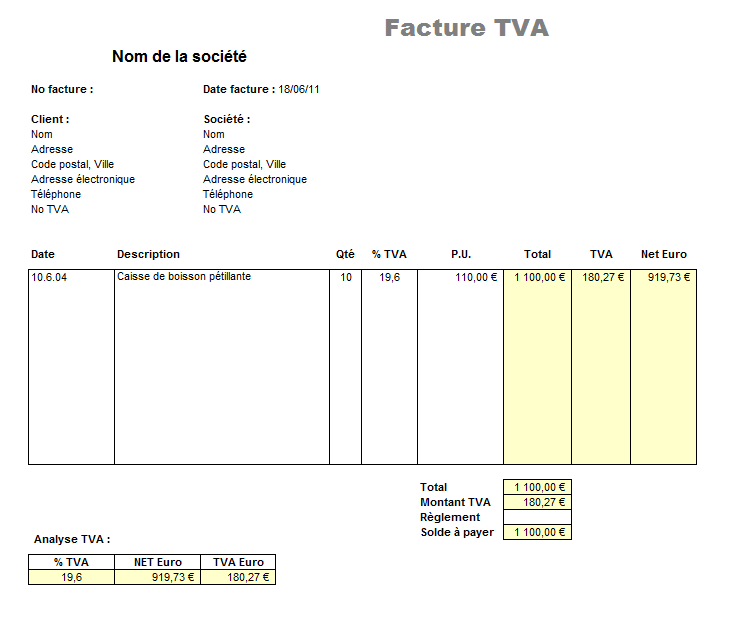 Facture TVA
Nom de la société
No facture : Date facture : 18/06/11
Client : Société :
Nom Nom
Adresse Adresse
Code postal, Ville Code postal, Ville
Adresse électronique Adresse électronique
Téléphone Téléphone
No TVA No TVA
Date Description Qté % TVA P.U. Total TVA Net Euro
10.6.04 Caisse de boisson pétillante 10 19,6 110,00 € 1 100,00 € 180,27 € 919,73 €
Total 1 100,00 €
Montant TVA 180,27 €
Règlement
Solde à payer 1 100,00 €
Analyse TVA :
% TVA NET Euro TVA Euro
19,6 919,73 € 180,27 €